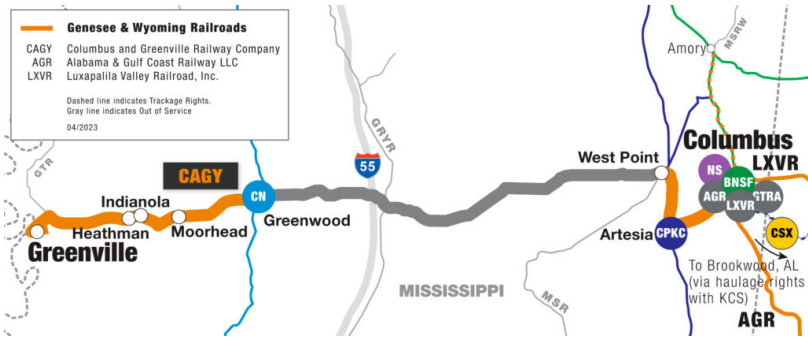 Genesee & Wyoming Railroads
CAGY Columbus and Greenville Railway Company
AGR Alabama & Gulf Coast Railway LLC
LXVR Luxapalila Valley Railroad, Inc.
Dashed line indicates Trackage Rights.
Gray line indicates Out of Service
04/2023
GTR
Greenville
Heathman
Indianola
Moorhead
CAGY
CN
Greenwood
GRYR
55
MISSISSIPPI
MSR
West Point
Artesia
CPKC
Amory
MSRW
Columbus
LXVR
NS
BNSF
AGR
GTRA
LXVR
CSX
To Brookwood, AL
(via haulage rights
with KCS)
AGR